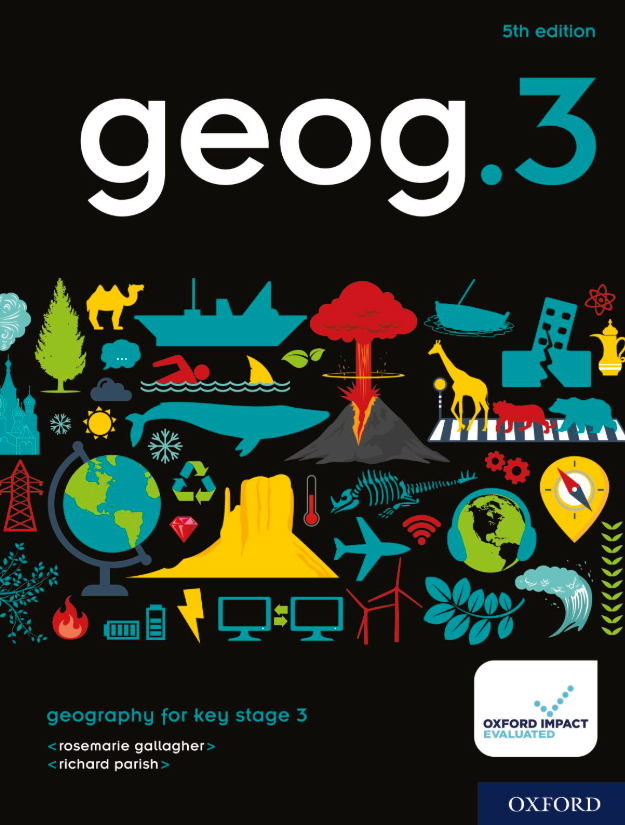 5th edition
geog.3
geography for key stage 3
<rosemarie gallagher>
<richard parish>
OXFORD IMPACT
EVALUATED
OXFORD